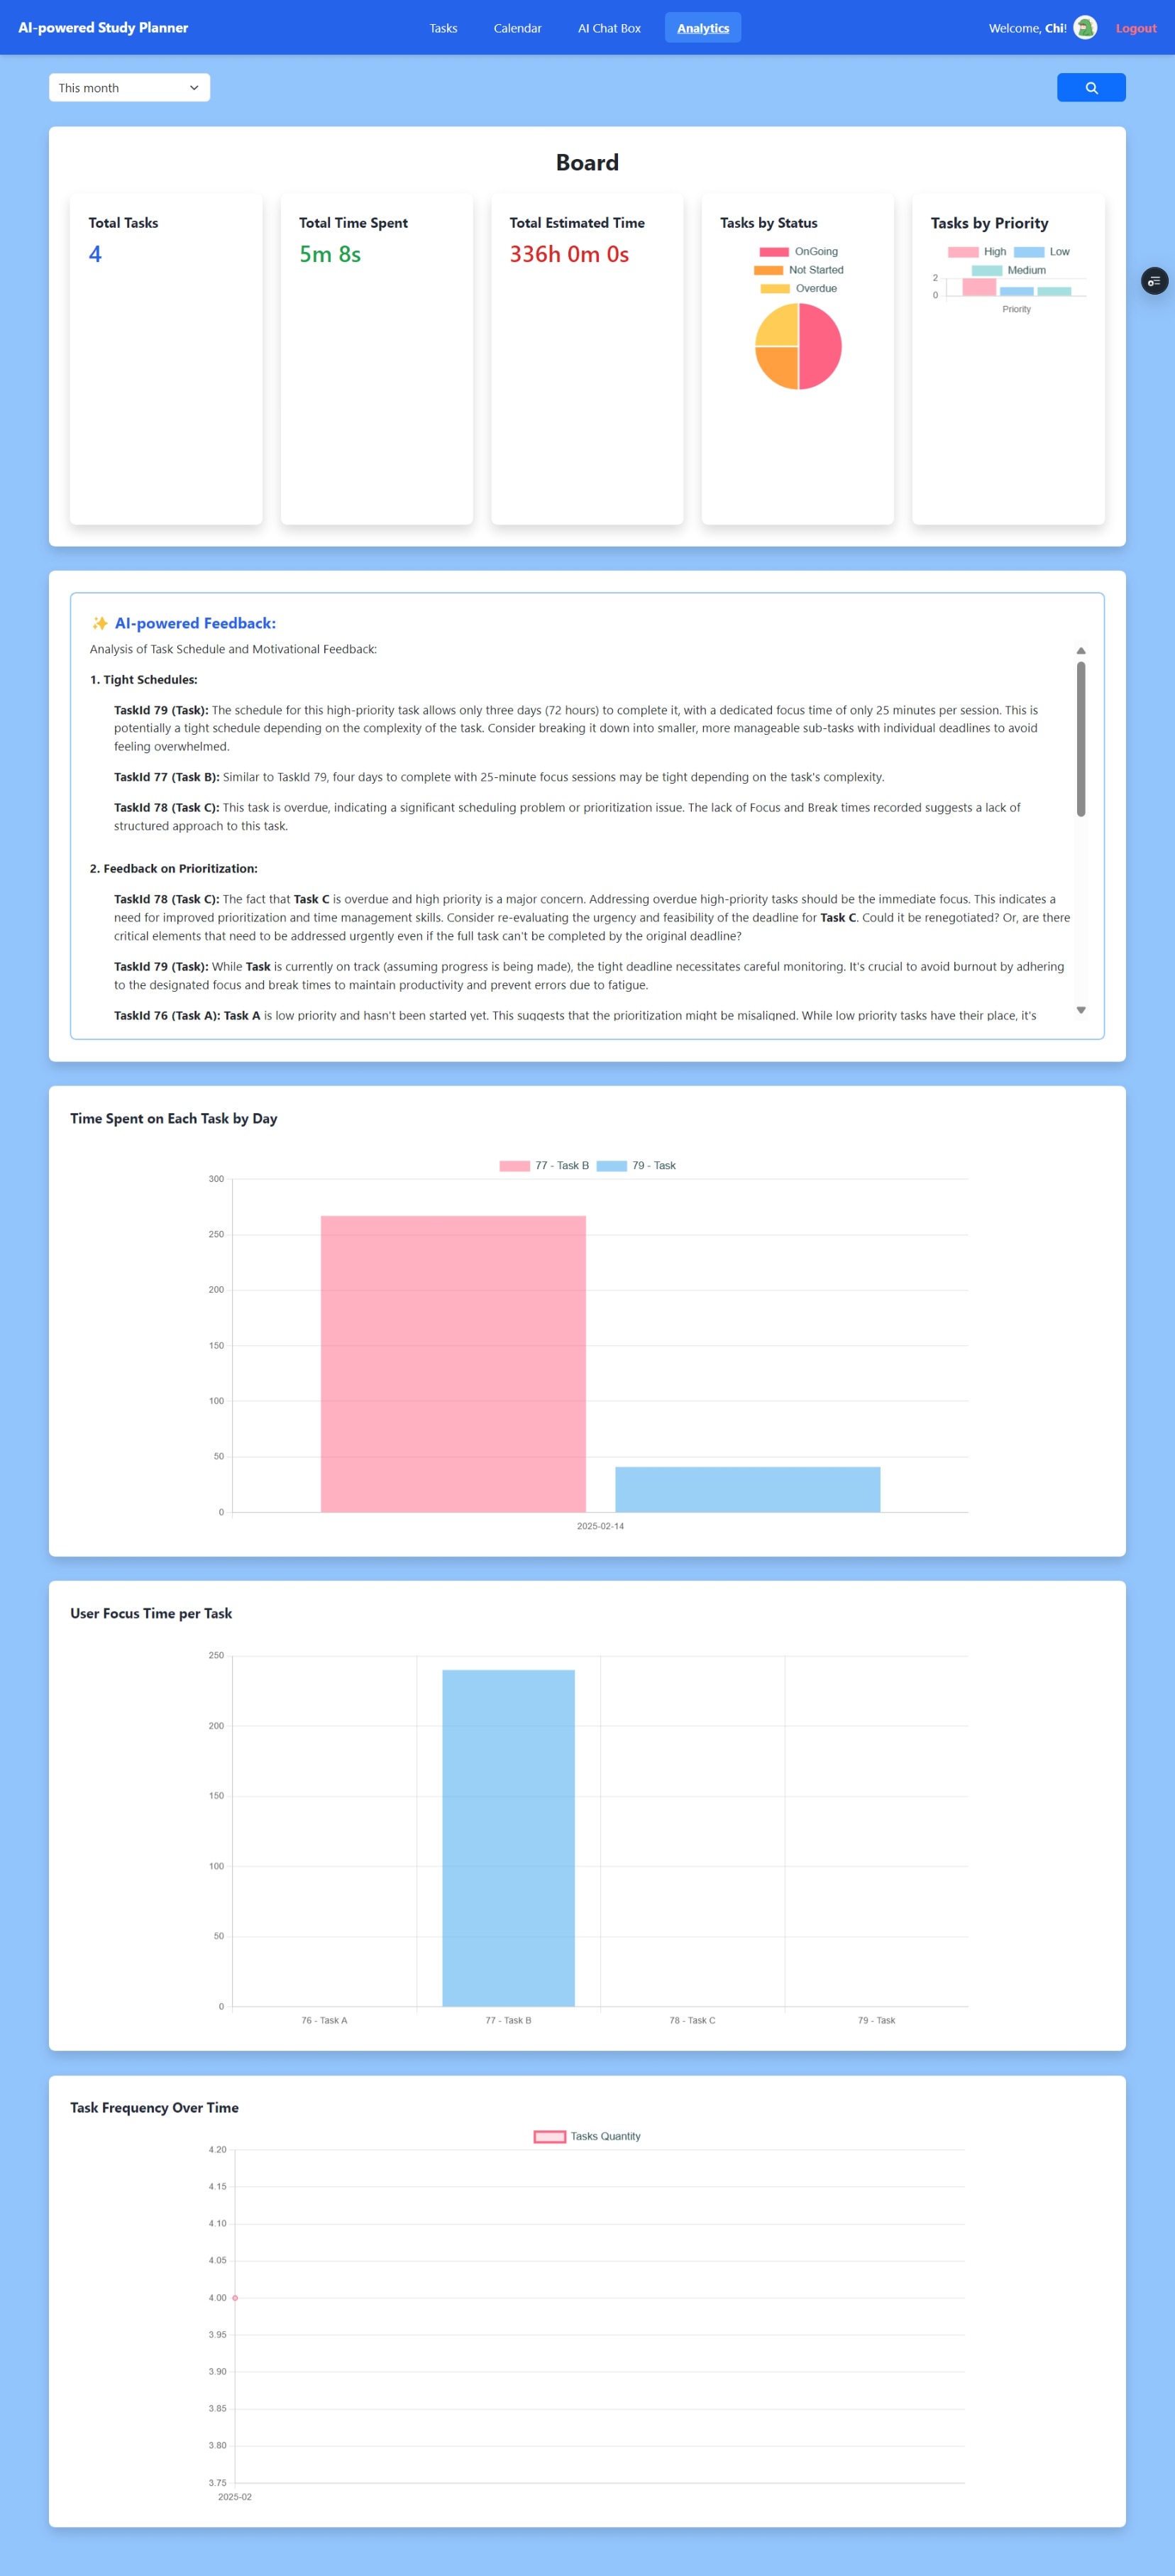 AI-powered Study Planner
Tasks
Calendar
AI Chat Box
Analytics
Welcome, Chi!
Logout
This month
Board
Total Tasks
4
Total Time Spent
5m 8s
Total Estimated Time
336h 0m 0s
Tasks by Status
OnGoing
Not Started
Overdue
Tasks by Priority
High
Low
Medium
2
0
Priority
✨ AI-powered Feedback:
Analysis of Task Schedule and Motivational Feedback:
1. Tight Schedules:
TaskId 79 (Task): The schedule for this high-priority task allows only three days (72 hours) to complete it, with a dedicated focus time of only 25 minutes per session. This is
potentially a tight schedule depending on the complexity of the task. Consider breaking it down into smaller, more manageable sub-tasks with individual deadlines to avoid
feeling overwhelmed.
TaskId 77 (Task B): Similar to TaskId 79, four days to complete with 25-minute focus sessions may be tight depending on the task's complexity.
TaskId 78 (Task C): This task is overdue, indicating a significant scheduling problem or prioritization issue. The lack of Focus and Break times recorded suggests a lack of
structured approach to this task.
2. Feedback on Prioritization:
TaskId 78 (Task C): The fact that Task C is overdue and high priority is a major concern. Addressing overdue high-priority tasks should be the immediate focus. This indicates a
need for improved prioritization and time management skills. Consider re-evaluating the urgency and feasibility of the deadline for Task C. Could it be renegotiated? Or, are there
critical elements that need to be addressed urgently even if the full task can't be completed by the original deadline?
TaskId 79 (Task): While Task is currently on track (assuming progress is being made), the tight deadline necessitates careful monitoring. It's crucial to avoid burnout by adhering
to the designated focus and break times to maintain productivity and prevent errors due to fatigue.
TaskId 76 (Task A): Task A is low priority and hasn't been started yet. This suggests that the prioritization might be misaligned. While low priority tasks have their place, it's
Time Spent on Each Task by Day
77 - Task B
79 - Task
300
250
200
150
100
50
0
2025-02-14
User Focus Time per Task
250
200
150
100
50
0
76 - Task A
77 - Task B
78 - Task C
79 - Task
Task Frequency Over Time
Tasks Quantity
4.20
4.15
4.10
4.05
4.00
3.95
3.90
3.85
3.80
3.75
2025-02